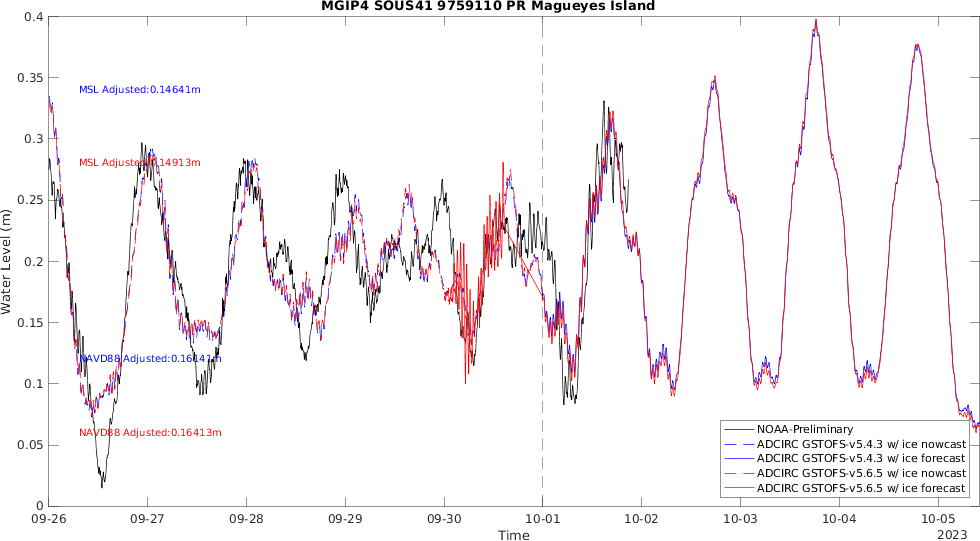 MGIP4 SOUS41 9759110 PR Magueyes Island
Water Level (m)
0.4
0.35
0.3
0.25
0.2
0.15
0.1
0.05
0
MSL Adjusted:0.14641m
MSL Adjusted:0.14913m
NAVD88 Adjusted:0.16141m
NAVD88 Adjusted:0.16413m
NOAA-Preliminary
ADCIRC GSTOFS-v5.4.3 w/ ice nowcast
ADCIRC GSTOFS-v5.4.3 w/ ice forecast
ADCIRC GSTOFS-v5.6.5 w/ ice nowcast
ADCIRC GSTOFS-v5.6.5 w/ ice forecast
09-26 09-27 09-28 09-29 09-30 10-01 10-02 10-03 10-04 10-05
Time
2023